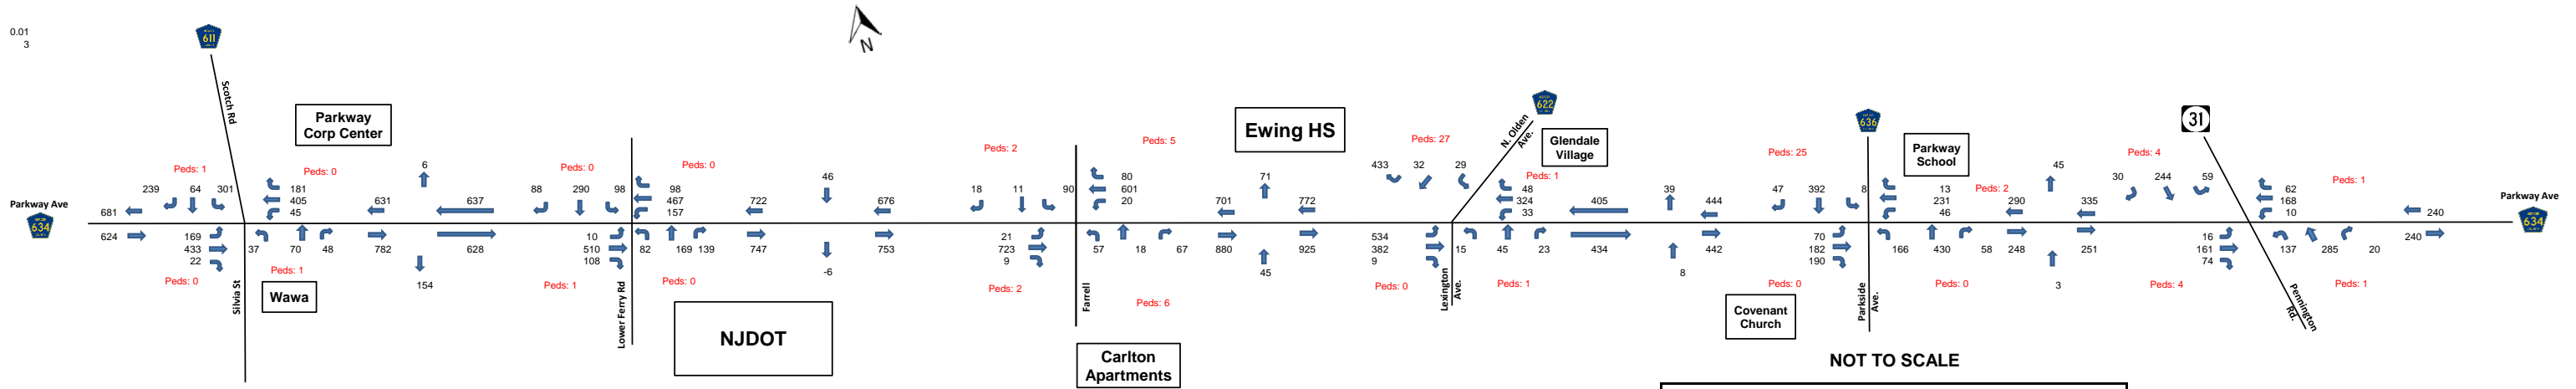 0.01
3
611
Scotch Rd
N
Parkway
Corp Center
Peds: 1
Peds: 0
239 64 301
181
405
45
631
6
637
Parkway Ave
634
681
624
169
433
22
37 70 48
782
628
154
Peds: 0
Peds: 1
Wawa
Silvia St
Peds: 0
Peds: 0
88 290 98
98
467
157
722
46
676
10
510
108
82 169 139
747
-6
753
Peds: 1
Peds: 0
Lower Ferry Rd
NJDOT
Peds: 2
Peds: 5
18 11 90
80
601
20
701
71
772
21
723
9
57 18 67
880
45
925
Peds: 2
Peds: 6
Farrell
Carlton
Apartments
Ewing HS
Peds: 27
622
N. Olden
Ave.
Glendale
Village
433 32 29
Peds: 1
48
324
33
405
39
444
534
382
9
15 45 23
434
442
8
Peds: 0
Peds: 1
Lexington
Ave.
636
Peds: 25
Parkway
School
47 392 8
13
231
46
Peds: 2
290
45
335
70
182
190
166 430 58
248
3
251
Peds: 0
Peds: 0
Covenant
Church
Parkside
Ave.
31
Peds: 4
30 244 59
62
168
10
Peds: 1
240
Parkway Ave
634
16
161
74
137 285 20
240
Peds: 4
Peds: 1
Pennington
Rd.
NOT TO SCALE